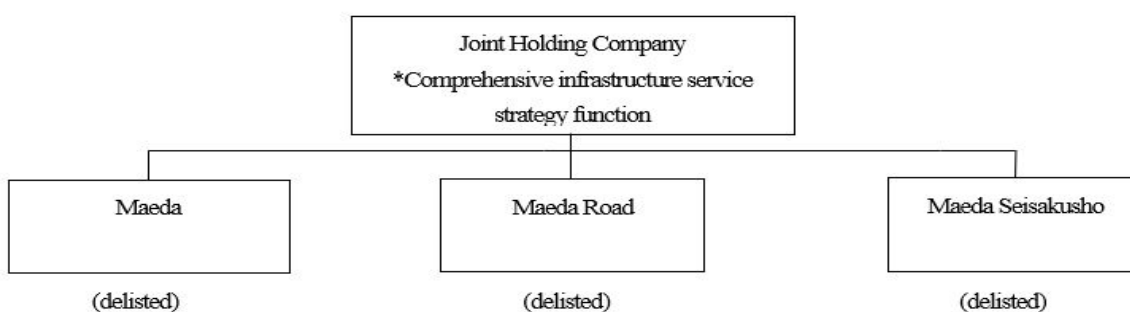 Joint Holding Company
*Comprehensive infrastructure service
strategy function
Maeda
Maeda Road
Maeda Seisakusho
(delisted)
(delisted)
(delisted)